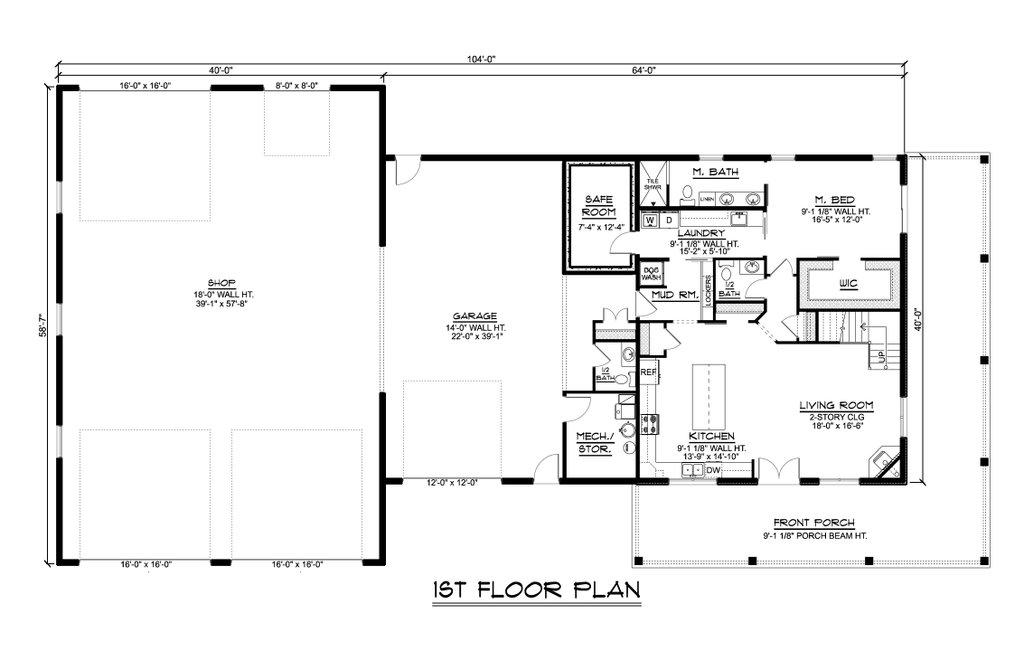 104'-0"
40'-0"
64'-0"
16'-0" x 16'-0"
8'-0" x 8'-0"
SAFE
ROOM
7'-4" x 12'-4"
TILE
SHWR
M. BATH
LINEN
M. BED
9'-1 1/8" WALL HT.
16'-5" x 12'-0"
W
D
LAUNDRY
9'-1 1/8" WALL HT.
15'-2" x 5'-10"
DOG
WASH
MUD RM.
LOCKERS
1/2
BATH
WIC
SHOP
18'-0" WALL HT.
39'-1" x 57'-8"
58'-7"
40'-0"
GARAGE
14'-0" WALL HT.
22'-0" x 39'-1"
1/2
BATH
REF
UP
LIVING ROOM
2-STORY CLG
18'-0" x 16'-6"
MECH./
STOR.
KITCHEN
9'-1 1/8" WALL HT.
13'-9" x 14'-10"
DW
12'-0" x 12'-0"
FRONT PORCH
9'-1 1/8" PORCH BEAM HT.
16'-0" x 16'-0"
16'-0" x 16'-0"
1ST FLOOR PLAN